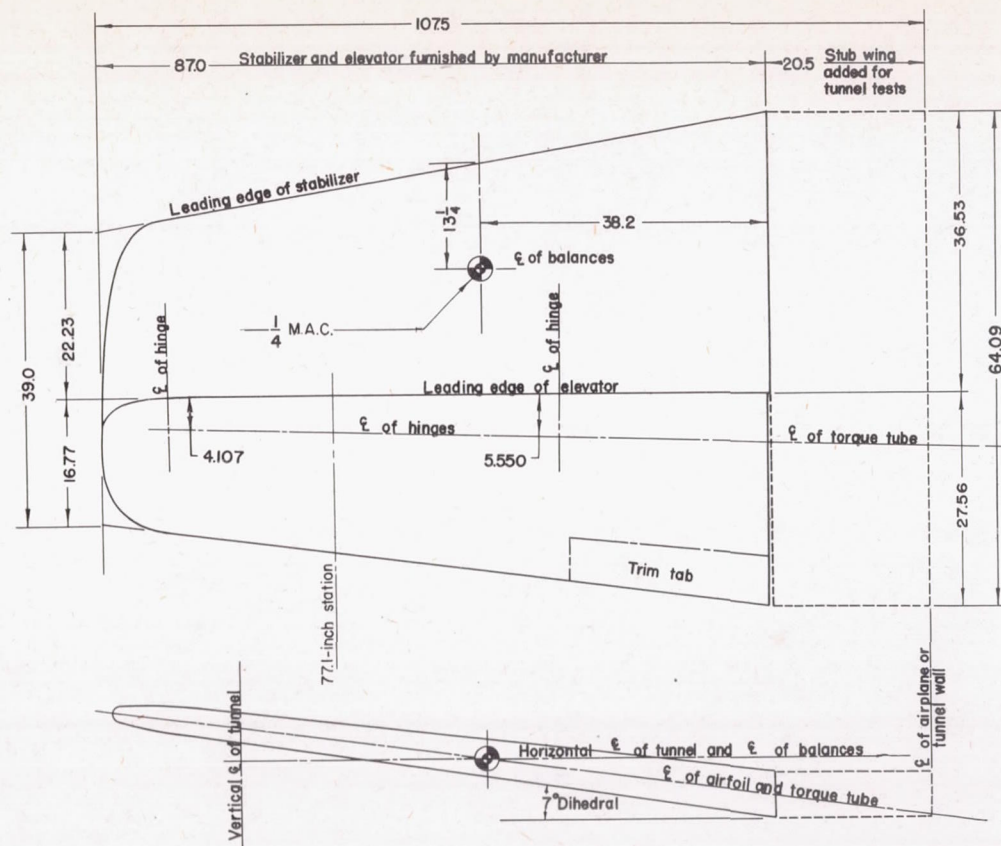 107.5
87.0
Stabilizer and elevator furnished by manufacturer
20.5
Stub wing
added for
tunnel tests
Leading edge of stabilizer
13 1/4
38.2
36.53
℄ of balances
1/4 M.A.C.
℄ of hinge
℄ of hinge
39.0
22.23
64.09
Leading edge of elevator
℄ of hinges
℄ of torque tube
4.107
5.550
16.77
27.56
Trim tab
77.1-inch station
Vertical ℄ of tunnel
Horizontal ℄ of tunnel and ℄ of balances
℄ of airplane or
tunnel wall
℄ of airfoil and torque tube
7° Dihedral